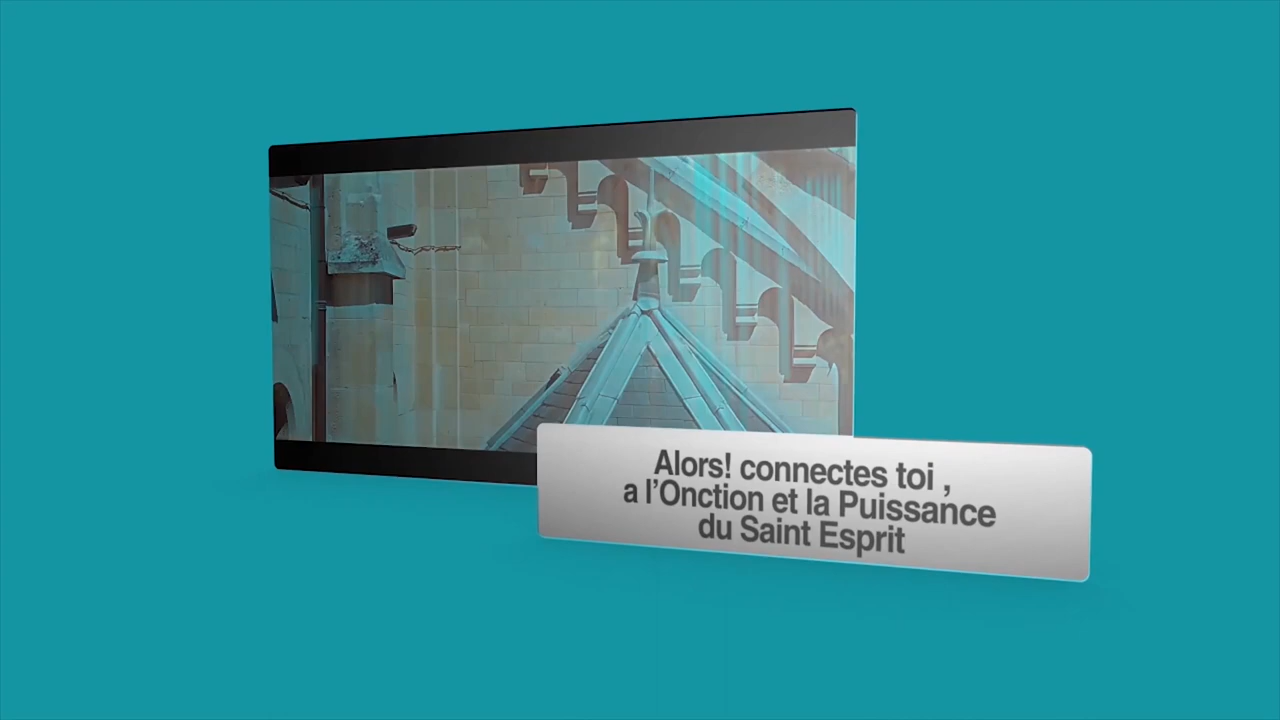 Alors! connectes toi ,
a l'Onction et la Puissance
du Saint Esprit